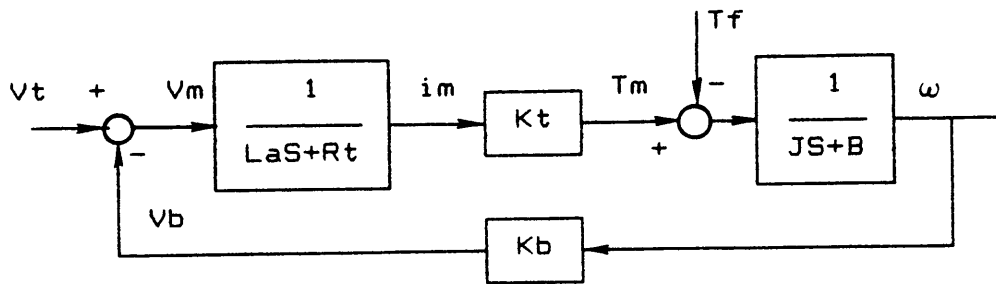 Tf
Vt
+
Vm
1
LaS+Rt
im
Kt
Tm
-
+
1
JS+B
ω
-
Vb
Kb